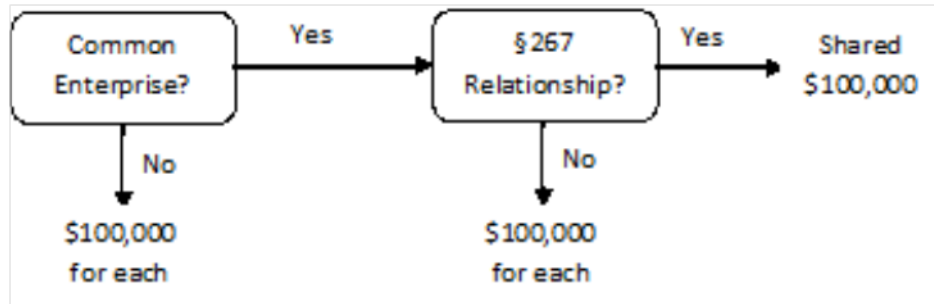 Common
Enterprise?
Yes
§267
Relationship?
Yes
Shared
$100,000
No
$100,000
for each
No
$100,000
for each